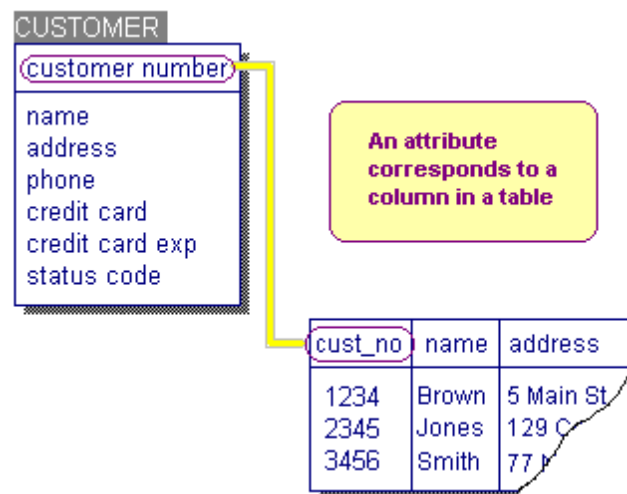 CUSTOMER
customer number
name
address
phone
credit card
credit card exp
status code
An attribute
corresponds to a
column in a table
cust_no name address
1234 Brown 5 Main St
2345 Jones 129
3456 Smith 77